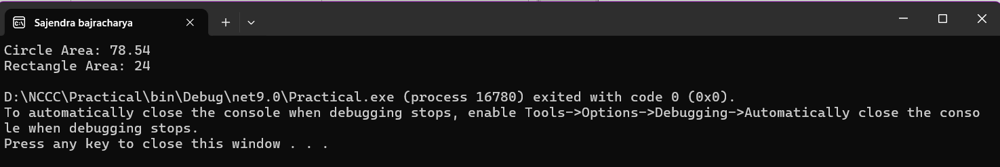 Sajendra bajracharya
Circle Area: 78.54
Rectangle Area: 24
D:\NCCC\Practical\bin\Debug\net9.0\Practical.exe (process 16780) exited with code 0 (0x0).
To automatically close the console when debugging stops, enable Tools->Options->Debugging->Automatically close the conso
le when debugging stops.
Press any key to close this window . . .